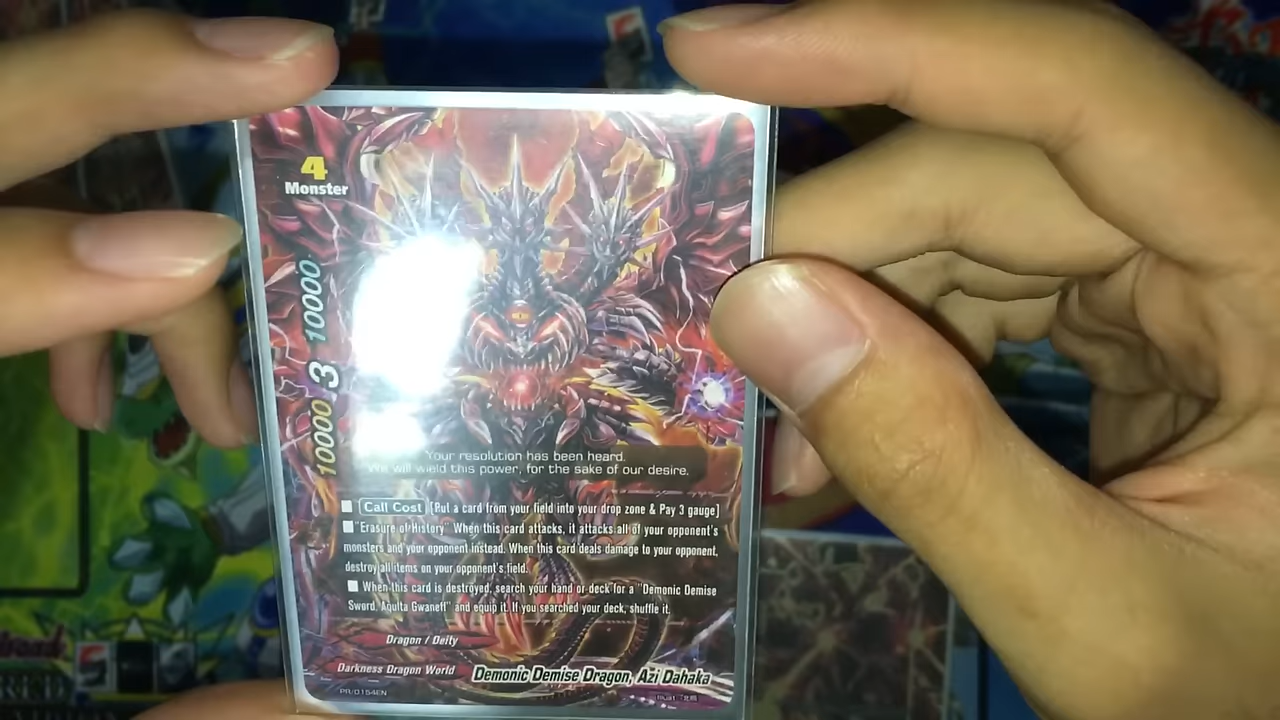 4
Monster
10000
3
10000
Your resolution has been heard.
We will wield this power, for the sake of our desire.
Call Cost [Put a card from your field into your drop zone & Pay 3 gauge]
"Erasure of History" When this card attacks, it attacks all of your opponent's
monsters and your opponent instead. When this card deals damage to your opponent,
destroy all items on your opponent's field.
When this card is destroyed, search your hand or deck for a "Demonic Demise
Sword, Aqulta Gwaneff" and equip it. If you searched your deck, shuffle it.
Dragon / Deity
Darkness Dragon World
Demonic Demise Dragon, Azi Dahaka
PR/0154EN